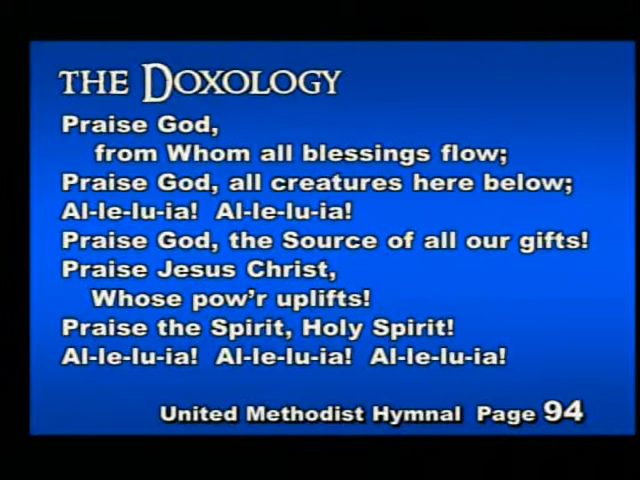 THE DOXOLOGY
Praise God,
from Whom all blessings flow;
Praise God, all creatures here below;
Al-le-lu-ia! Al-le-lu-ia!
Praise God, the Source of all our gifts!
Praise Jesus Christ,
Whose pow'r uplifts!
Praise the Spirit, Holy Spirit!
Al-le-lu-ia! Al-le-lu-ia! Al-le-lu-ia!
United Methodist Hymnal Page 94